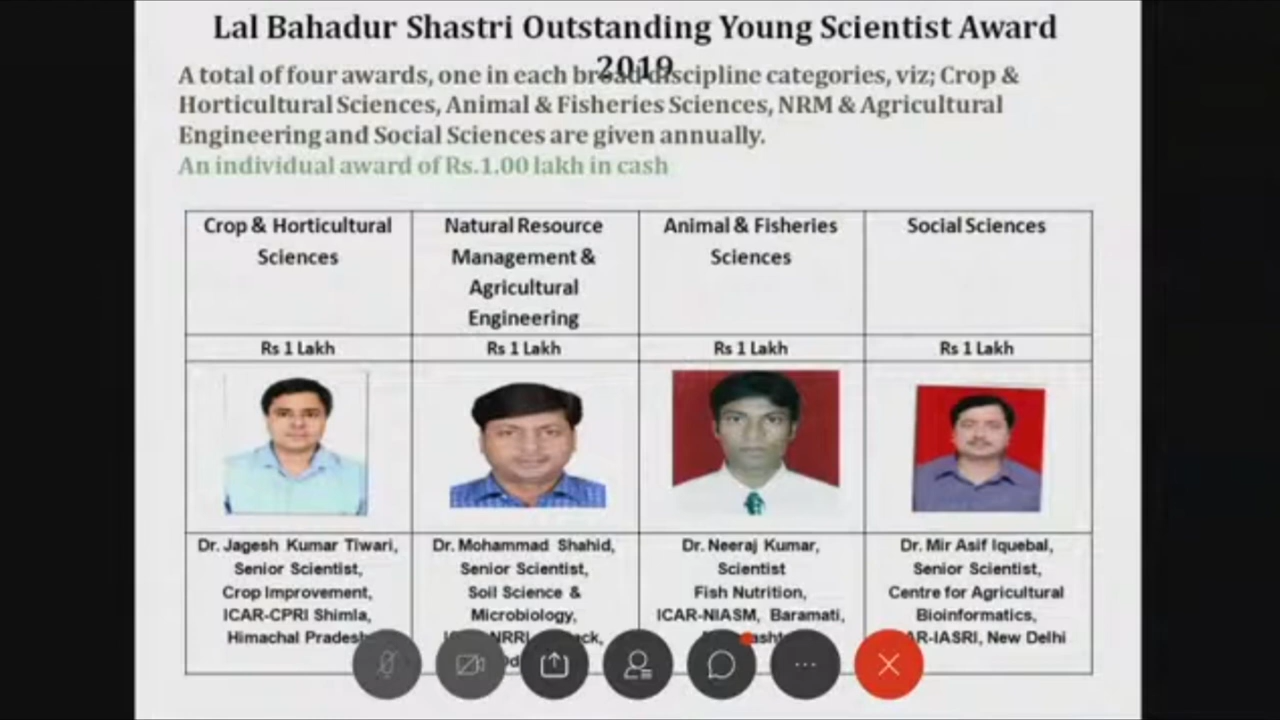 Lal Bahadur Shastri Outstanding Young Scientist Award
2019
A total of four awards, one in each broad discipline categories, viz; Crop &
Horticultural Sciences, Animal & Fisheries Sciences, NRM & Agricultural
Engineering and Social Sciences are given annually.
An individual award of Rs.1.00 lakh in cash
Crop & Horticultural
Sciences
Natural Resource
Management &
Agricultural
Engineering
Animal & Fisheries
Sciences
Social Sciences
Rs 1 Lakh
Rs 1 Lakh
Rs 1 Lakh
Rs 1 Lakh
Dr. Jagesh Kumar Tiwari,
Senior Scientist,
Crop Improvement,
ICAR-CPRI Shimla,
Himachal Pradesh
Dr. Mohammad Shahid,
Senior Scientist,
Soil Science &
Microbiology,
NRRI
Dr. Neeraj Kumar,
Scientist
Fish Nutrition,
ICAR-NIASM, Baramati,
Dr. Mir Asif Iquebal,
Senior Scientist,
Centre for Agricultural
Bioinformatics,
AR-IASRI, New Delhi